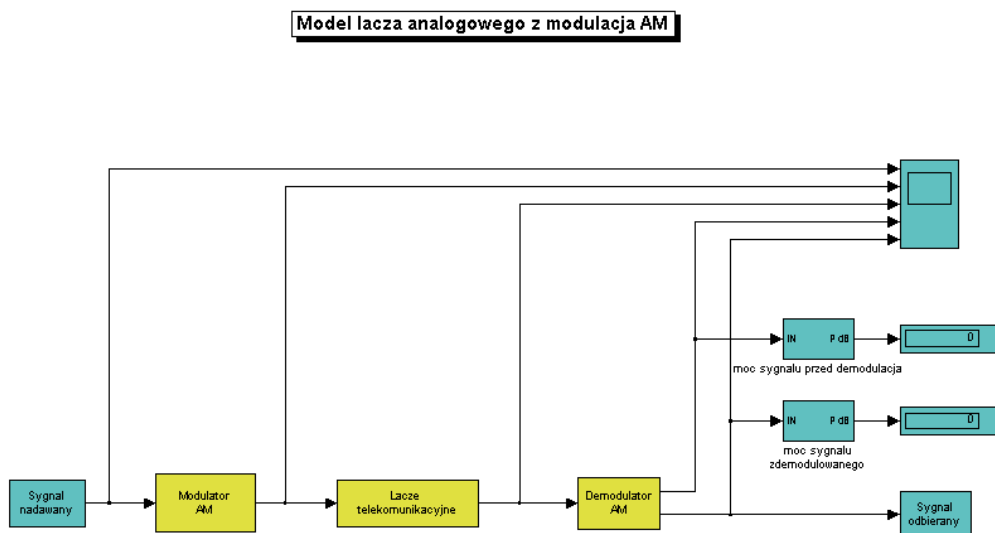 Model lacza analogowego z modulacja AM
IN
P dB
0
moc sygnalu przed demodulacja
IN
P dB
0
moc sygnalu
zdemodulowanego
Sygnal
nadawany
Modulator
AM
Lacze
telekomunikacyjne
Demodulator
AM
Sygnal
odbierany